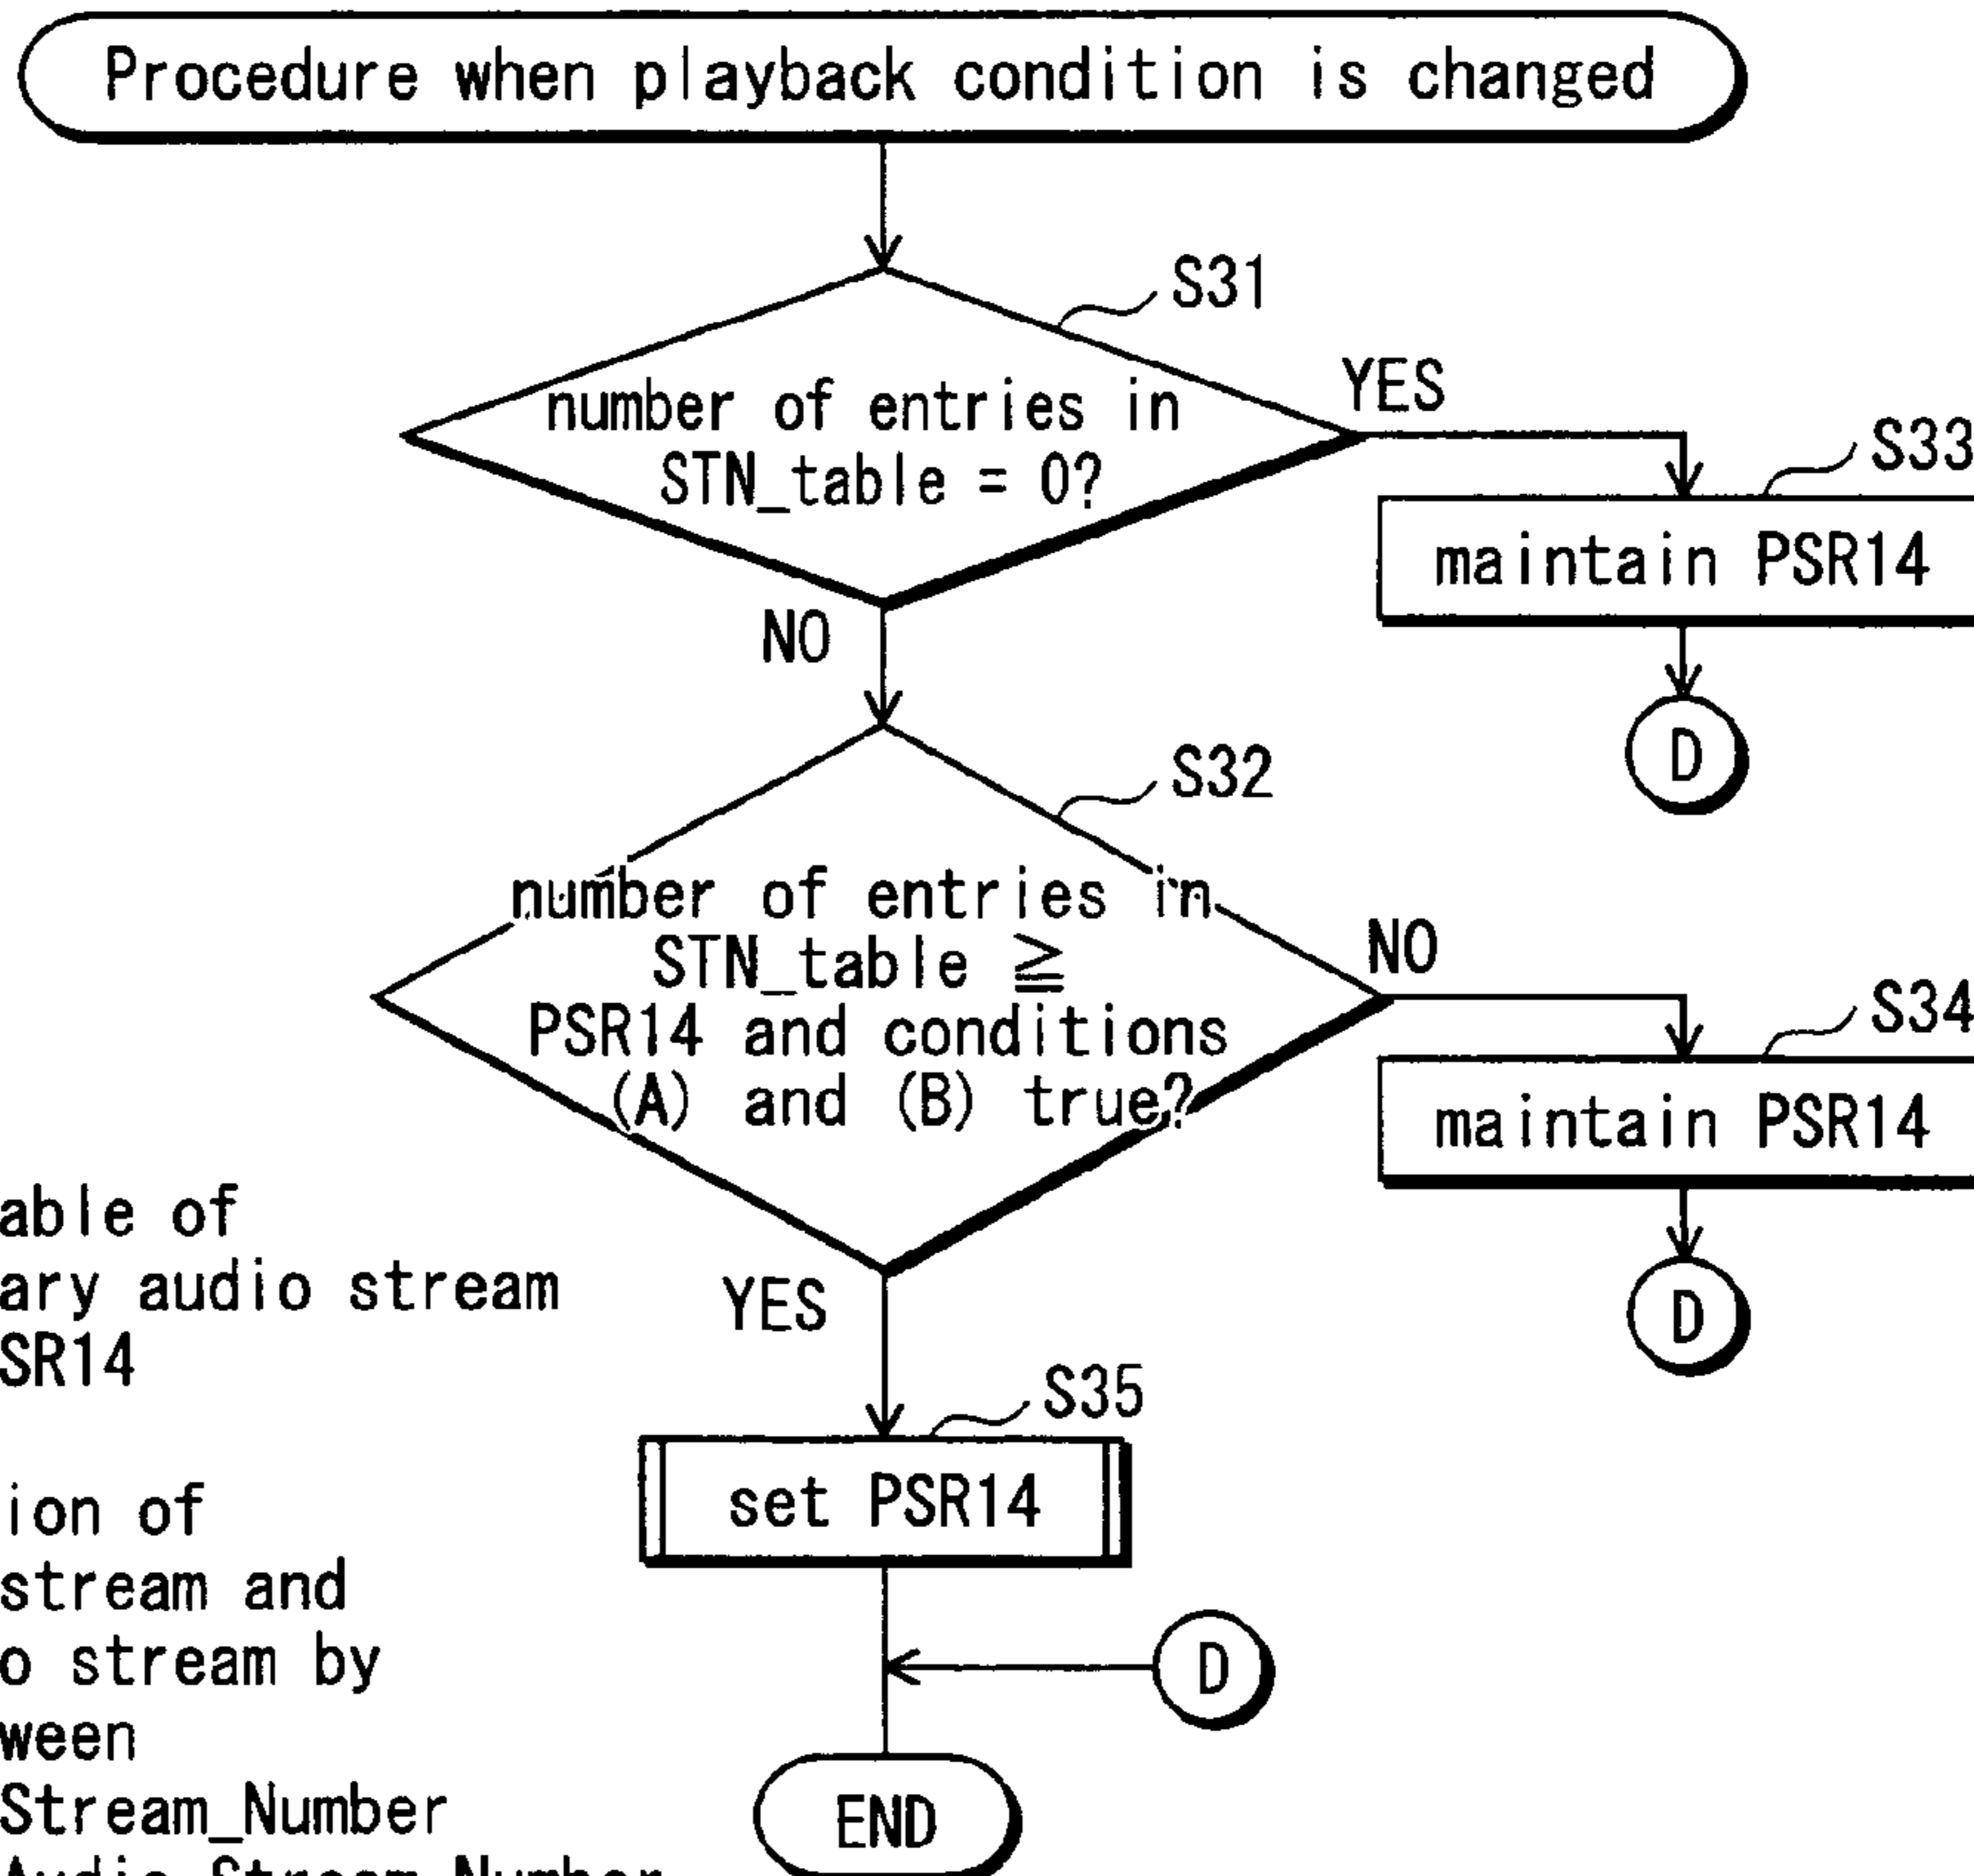 Procedure when playback condition is changed
S31
number of entries in
STN_table = 0?
YES
S33
maintain PSR14
D
NO
S32
number of entries in
STN_table ≧
PSR14 and conditions
(A) and (B) true?
NO
S34
maintain PSR14
D
YES
S35
set PSR14
D
END
able of
ary audio stream
SR14
ion of
stream and
o stream by
ween
Stream_Number
Audio_Stream_Number